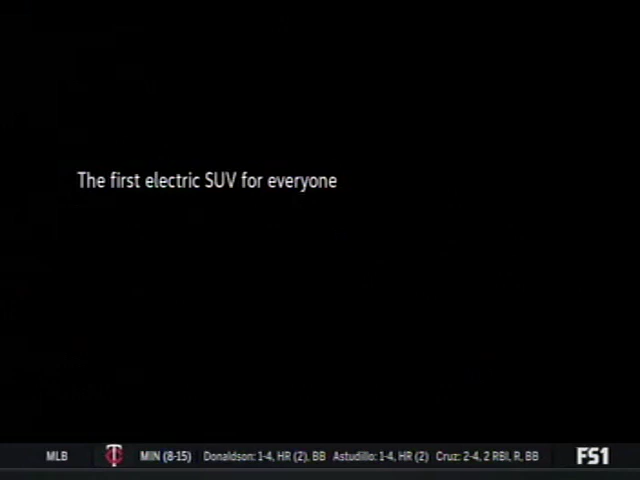 The first electric SUV for everyone
MLB MIN (8-15) Donaldson: 1-4, HR (2), BB Astudillo: 1-4, HR (2) Cruz: 2-4, 2 RBI, R, BB FS1